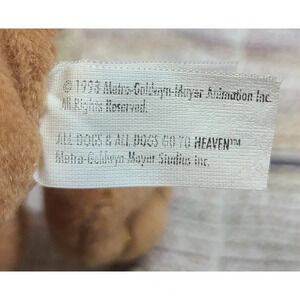 © 1998 Metro-Goldwyn-Mayer Animation Inc.
All Rights Reserved.
ALL DOGS & ALL DOGS GO TO HEAVEN™
Metro-Goldwyn Mayer Studios Inc.